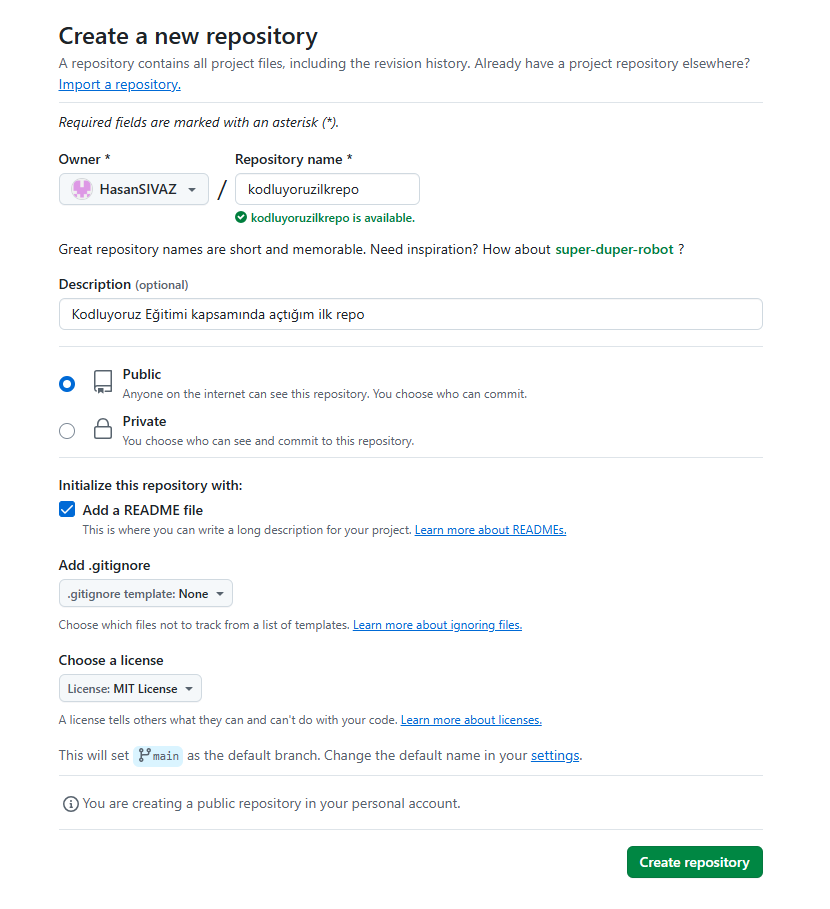 Create a new repository
A repository contains all project files, including the revision history. Already have a project repository elsewhere?
Import a repository.
Required fields are marked with an asterisk (*).
Owner * Repository name *
HasanSIVAZ / kodluyoruzilkrepo
kodluyoruzilkrepo is available.
Great repository names are short and memorable. Need inspiration? How about super-duper-robot ?
Description (optional)
Kodluyoruz Eğitimi kapsamında açtığım ilk repo
Public
Anyone on the internet can see this repository. You choose who can commit.
Private
You choose who can see and commit to this repository.
Initialize this repository with:
Add a README file
This is where you can write a long description for your project. Learn more about READMEs.
Add .gitignore
.gitignore template: None
Choose which files not to track from a list of templates. Learn more about ignoring files.
Choose a license
License: MIT License
A license tells others what they can and can't do with your code. Learn more about licenses.
This will set main as the default branch. Change the default name in your settings.
You are creating a public repository in your personal account.
Create repository